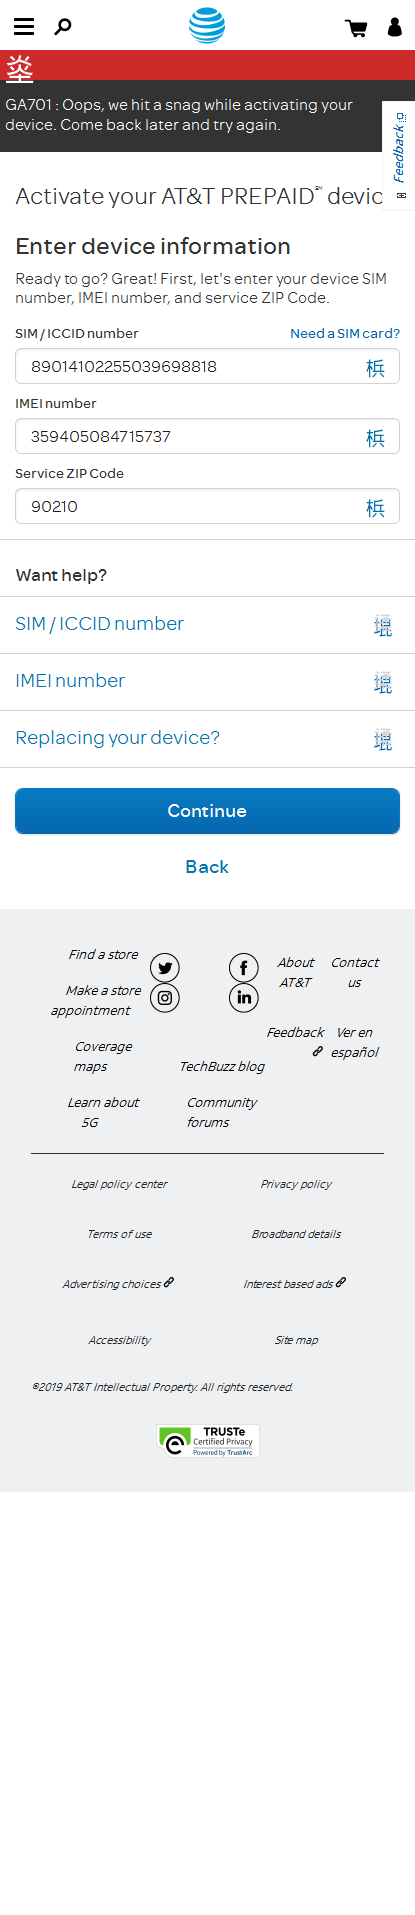 GA701 : Oops, we hit a snag while activating your
device. Come back later and try again.
Feedback
Activate your AT&T PREPAID℠ devic
Enter device information
Ready to go? Great! First, let's enter your device SIM
number, IMEI number, and service ZIP Code.
SIM / ICCID number
Need a SIM card?
89014102255039698818
IMEI number
359405084715737
Service ZIP Code
90210
Want help?
SIM / ICCID number
IMEI number
Replacing your device?
Continue
Back
Find a store
Make a store
appointment
Coverage
maps
Learn about
5G
TechBuzz blog
Community
forums
About
AT&T
Contact
us
Feedback
Ver en
español
Legal policy center
Privacy policy
Terms of use
Broadband details
Advertising choices
Interest based ads
Accessibility
Site map
©2019 AT&T Intellectual Property. All rights reserved.
TRUSTe
Certified Privacy
Powered by TrustArc